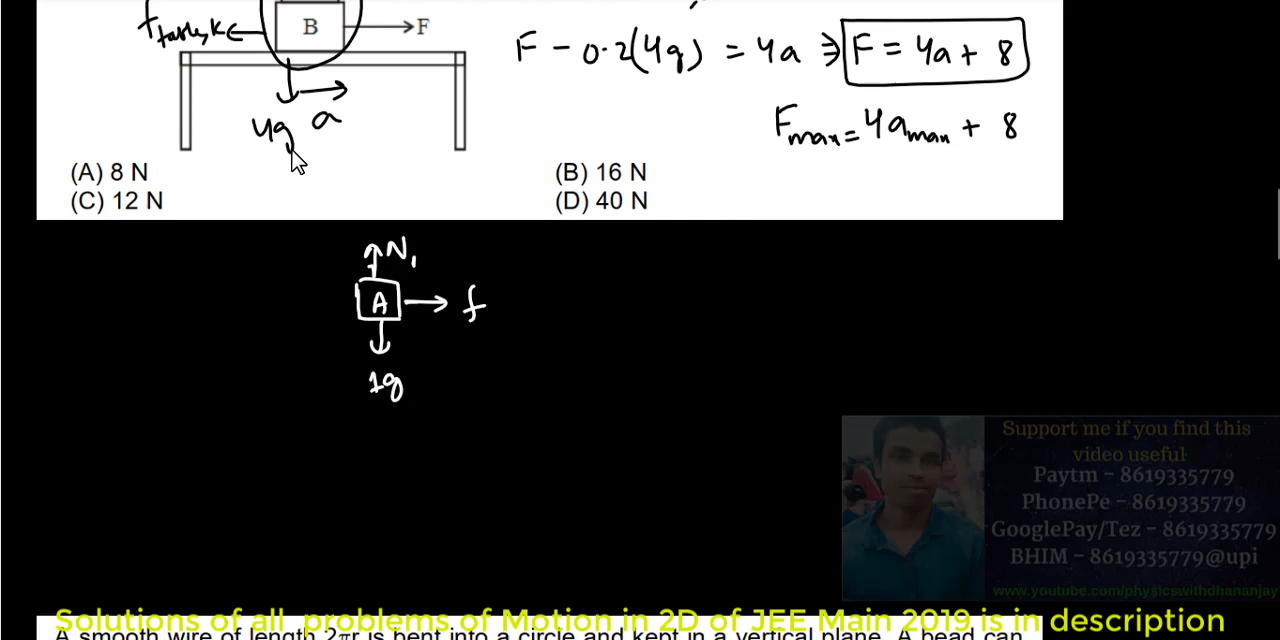 f table, K
B
F
F - 0.2(4g) = 4a ⇒ F = 4a + 8
4g
a
Fmax = 4amax + 8
(A) 8 N
(B) 16 N
(C) 12 N
(D) 40 N
N1
A
f
1g
Support me if you find this
video useful
Paytm - 8619335779
PhonePe - 8619335779
GooglePay/Tez - 8619335779
BHIM - 8619335779@upi
www.youtube.com/physicswithdhananjay
Solutions of all problems of Motion in 2D of JEE Main 2019 is in description
A smooth wire of length 2πr is bent into a circle and kept in a vertical plane. A bead can